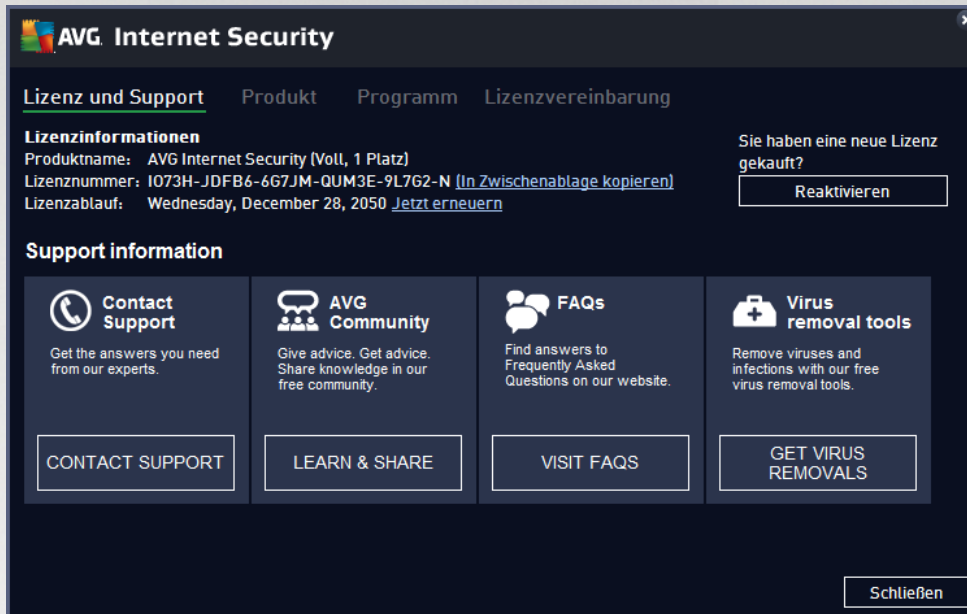 AVG. Internet Security
Lizenz und Support Produkt Programm Lizenzvereinbarung
Lizenzinformationen
Produktname: AVG Internet Security (Voll, 1 Platz)
Lizenznummer: IO73H-JDFB6-6G7JM-QUM3E-9L7G2-N (In Zwischenablage kopieren)
Lizenzablauf: Wednesday, December 28, 2050 Jetzt erneuern
Sie haben eine neue Lizenz
gekauft?
Reaktivieren
Support information
Contact
Support
Get the answers you need
from our experts.
CONTACT SUPPORT
AVG
Community
Give advice. Get advice.
Share knowledge in our
free community.
LEARN & SHARE
FAQs
Find answers to
Frequently Asked
Questions on our website.
VISIT FAQS
Virus
removal tools
Remove viruses and
infections with our free
virus removal tools.
GET VIRUS
REMOVALS
Schließen